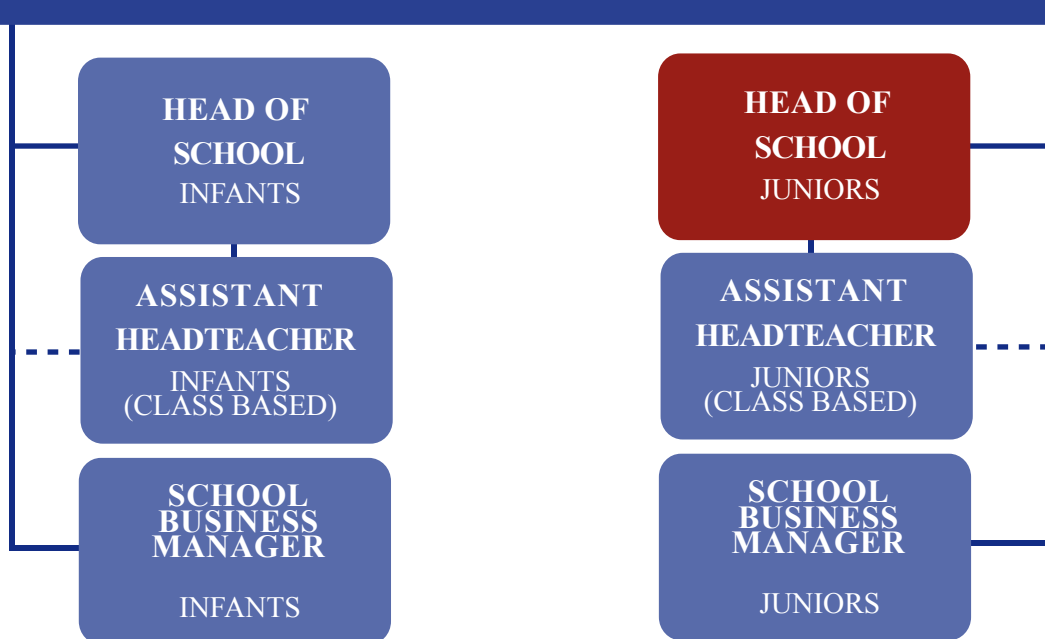 HEAD OF
SCHOOL
INFANTS
ASSISTANT
HEADTEACHER
INFANTS
(CLASS BASED)
SCHOOL
BUSINESS
MANAGER
INFANTS
HEAD OF
SCHOOL
JUNIORS
ASSISTANT
HEADTEACHER
JUNIORS
(CLASS BASED)
SCHOOL
BUSINESS
MANAGER
JUNIORS